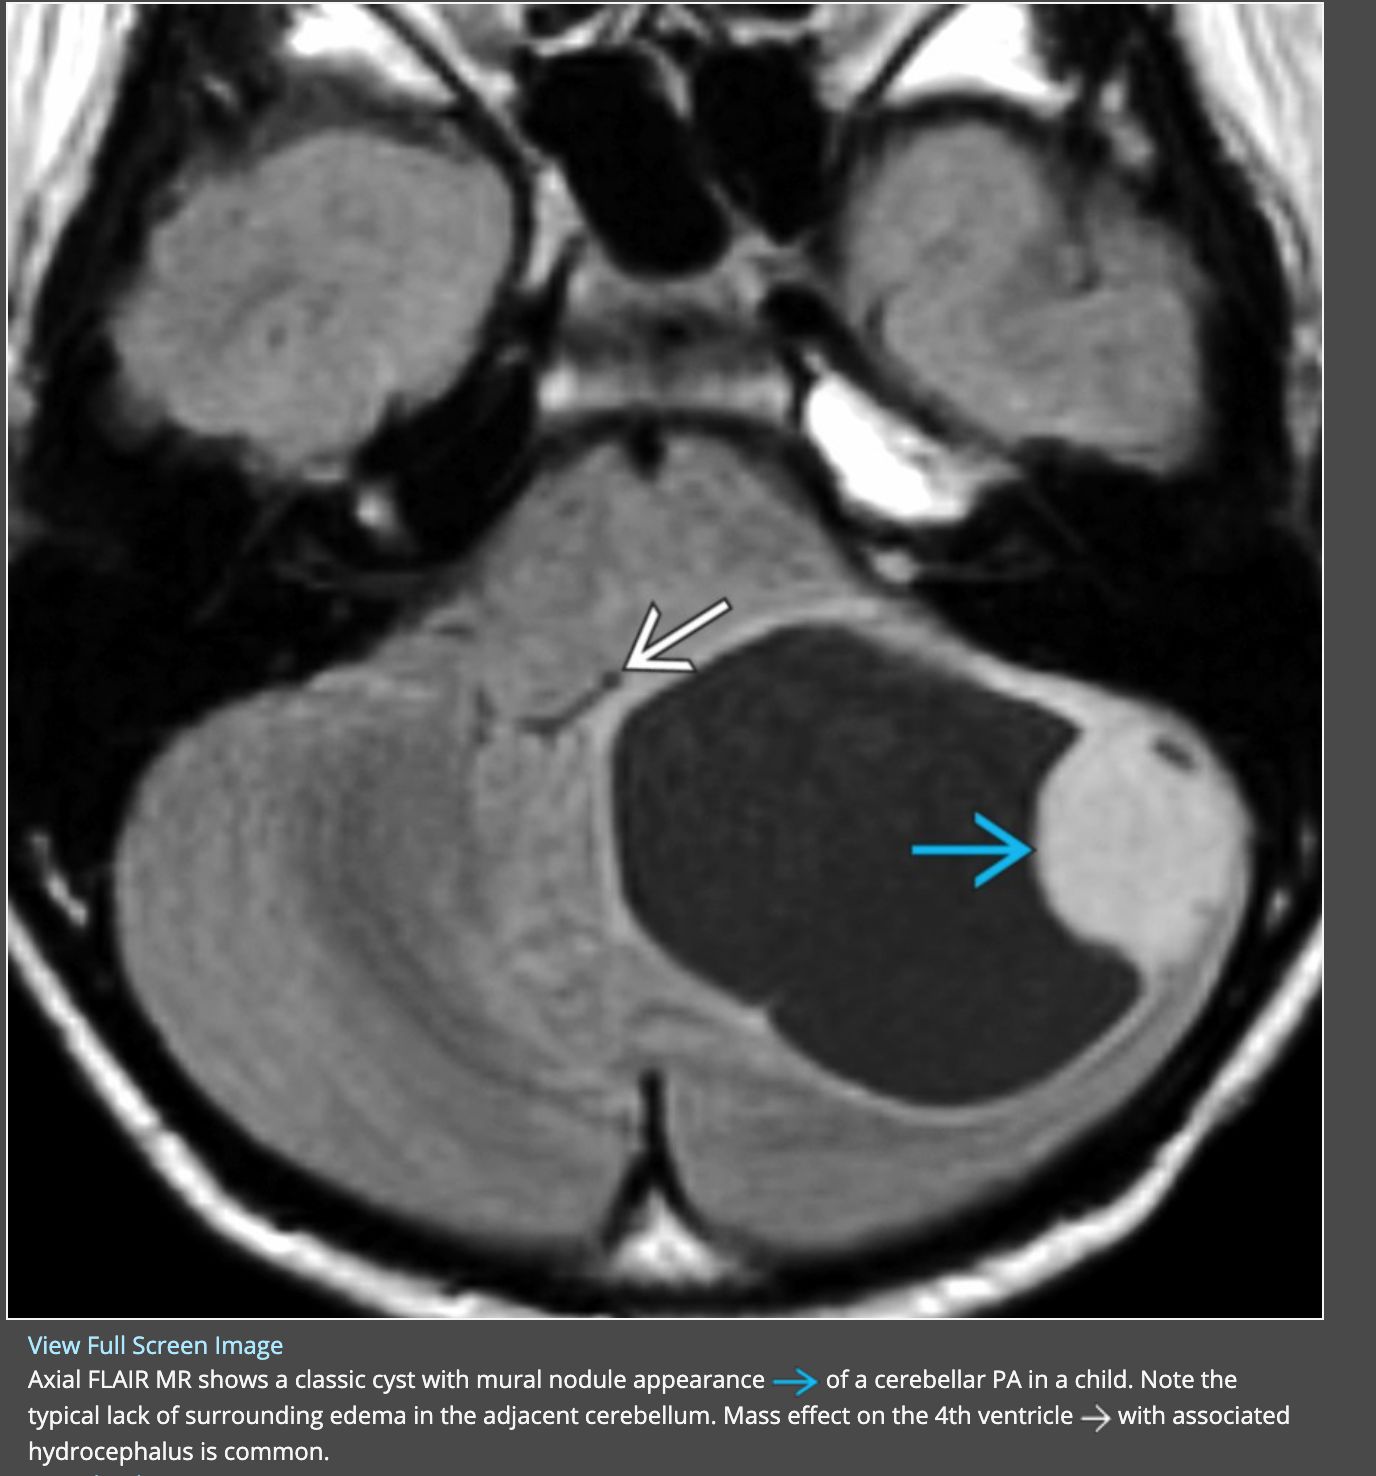 View Full Screen Image
Axial FLAIR MR shows a classic cyst with mural nodule appearance → of a cerebellar PA in a child. Note the
typical lack of surrounding edema in the adjacent cerebellum. Mass effect on the 4th ventricle → with associated
hydrocephalus is common.